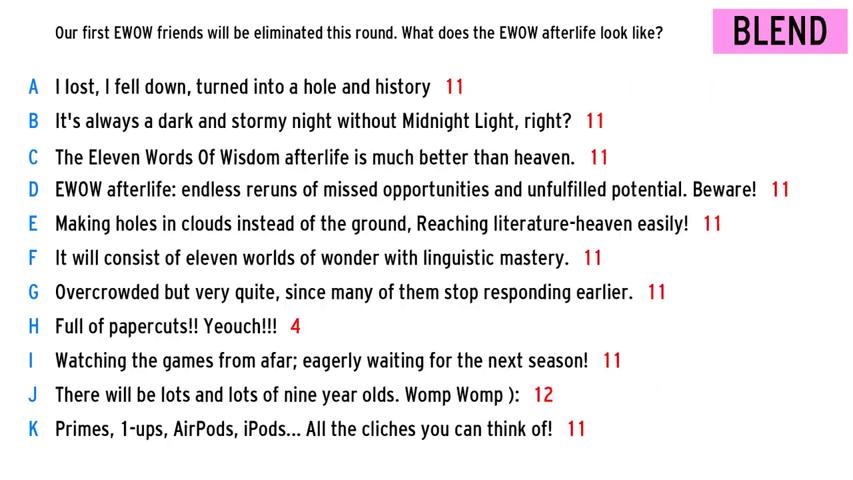 Our first EWOW friends will be eliminated this round. What does the EWOW afterlife look like?
BLEND
A I lost, I fell down, turned into a hole and history 11
B It's always a dark and stormy night without Midnight Light, right? 11
C The Eleven Words Of Wisdom afterlife is much better than heaven. 11
D EWOW afterlife: endless reruns of missed opportunities and unfulfilled potential. Beware! 11
E Making holes in clouds instead of the ground, Reaching literature-heaven easily! 11
F It will consist of eleven worlds of wonder with linguistic mastery. 11
G Overcrowded but very quite, since many of them stop responding earlier. 11
H Full of papercuts!! Yeouch!!! 4
I Watching the games from afar; eagerly waiting for the next season! 11
J There will be lots and lots of nine year olds. Womp Womp ): 12
K Primes, 1-ups, AirPods, iPods... All the cliches you can think of! 11